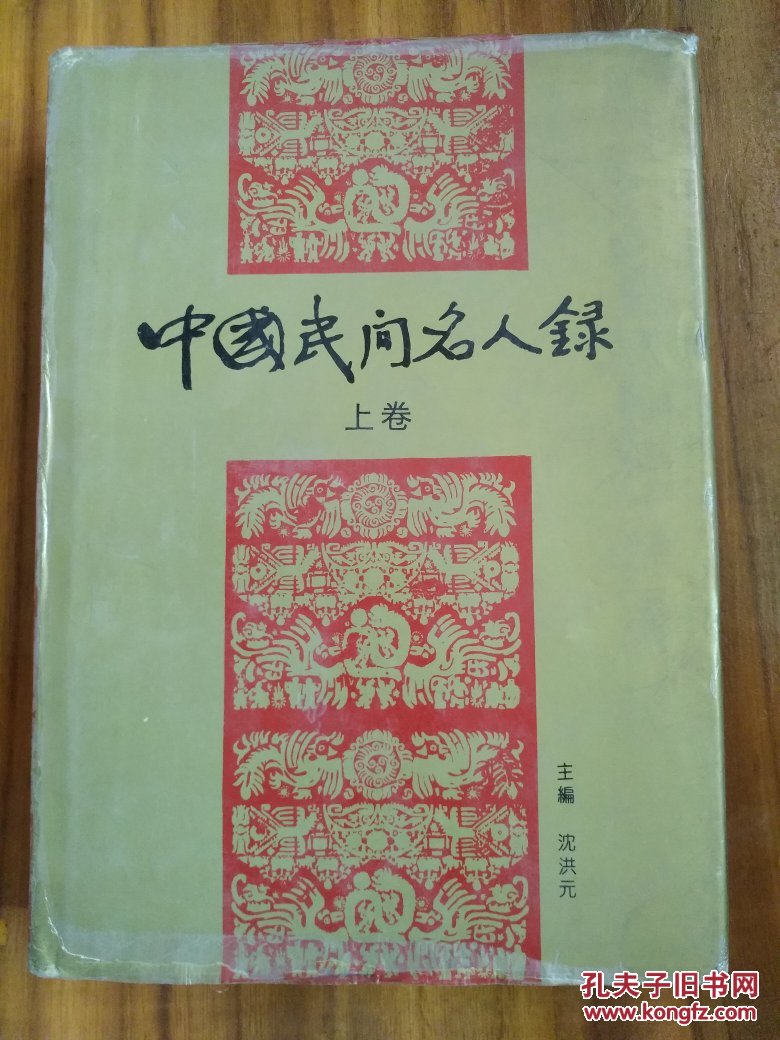 中國民间名人録
上卷
主編 沈洪元
孔夫子旧书网
www.kongfz.com